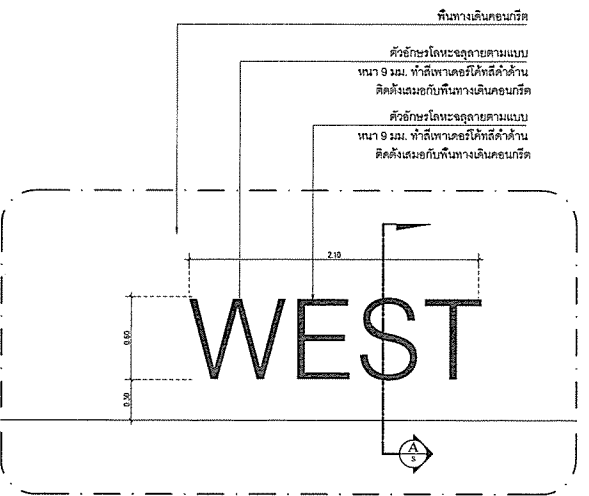 พื้นทางเดินคอนกรีต
ตัวอักษรโลหะฉลุลายตามแบบ
หนา 9 มม. ทำสีเพาเดอร์โค้ทสีดำด้าน
ติดตั้งเสมอกับพื้นทางเดินคอนกรีต
ตัวอักษรโลหะฉลุลายตามแบบ
หนา 9 มม. ทำสีเพาเดอร์โค้ทสีดำด้าน
ติดตั้งเสมอกับพื้นทางเดินคอนกรีต
2.10
WEST
0.60
0.30
A
s